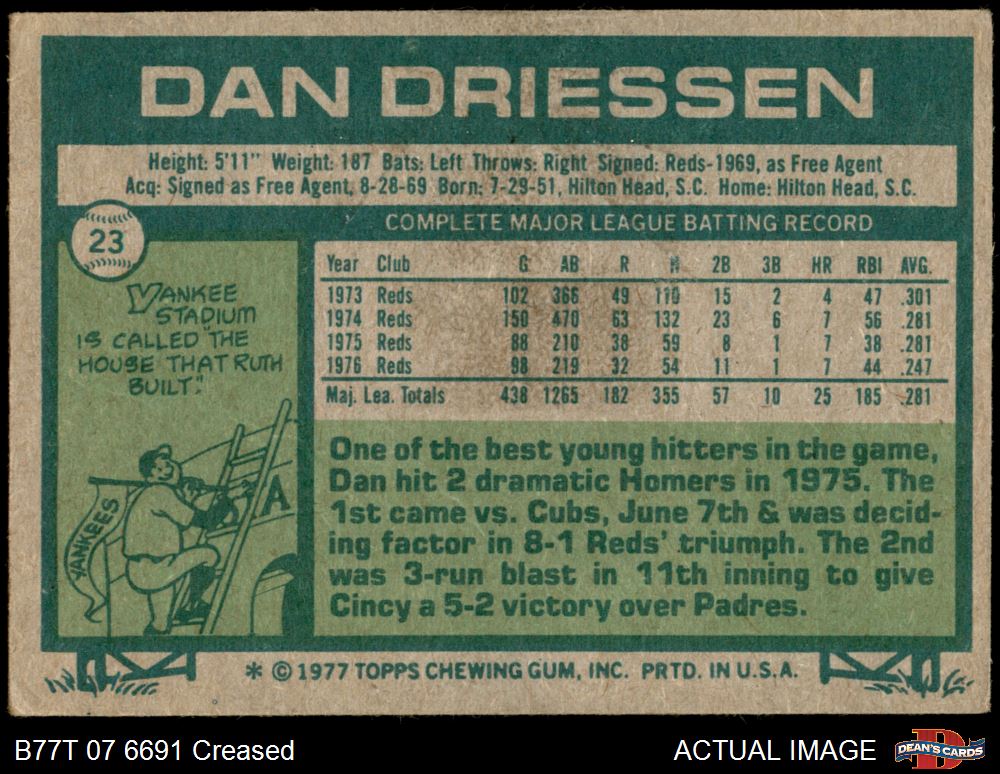 DAN DRIESSEN
Height: 5'11" Weight: 187 Bats: Left Throws: Right Signed: Reds-1969, as Free Agent
Acq: Signed as Free Agent, 8-28-69 Born: 7-29-51, Hilton Head, S.C. Home: Hilton Head, S.C.
23
COMPLETE MAJOR LEAGUE BATTING RECORD
Year Club G AB R H 2B 3B HR RBI AVG.
1973 Reds 102 366 49 110 15 2 4 47 .301
1974 Reds 150 470 63 132 23 6 7 56 .281
1975 Reds 88 210 38 59 8 1 7 38 .281
1976 Reds 98 219 32 54 11 1 7 44 .247
Maj. Lea. Totals 438 1265 182 355 57 10 25 185 .281
YANKEE
STADIUM
IS CALLED "THE
HOUSE THAT RUTH
BUILT."
YANKEES
A
One of the best young hitters in the game,
Dan hit 2 dramatic Homers in 1975. The
1st came vs. Cubs, June 7th & was decid-
ing factor in 8-1 Reds' triumph. The 2nd
was 3-run blast in 11th inning to give
Cincy a 5-2 victory over Padres.
* © 1977 TOPPS CHEWING GUM, INC. PRTD. IN U.S.A.
B77T 07 6691 Creased
ACTUAL IMAGE
D
DEAN'S CARDS